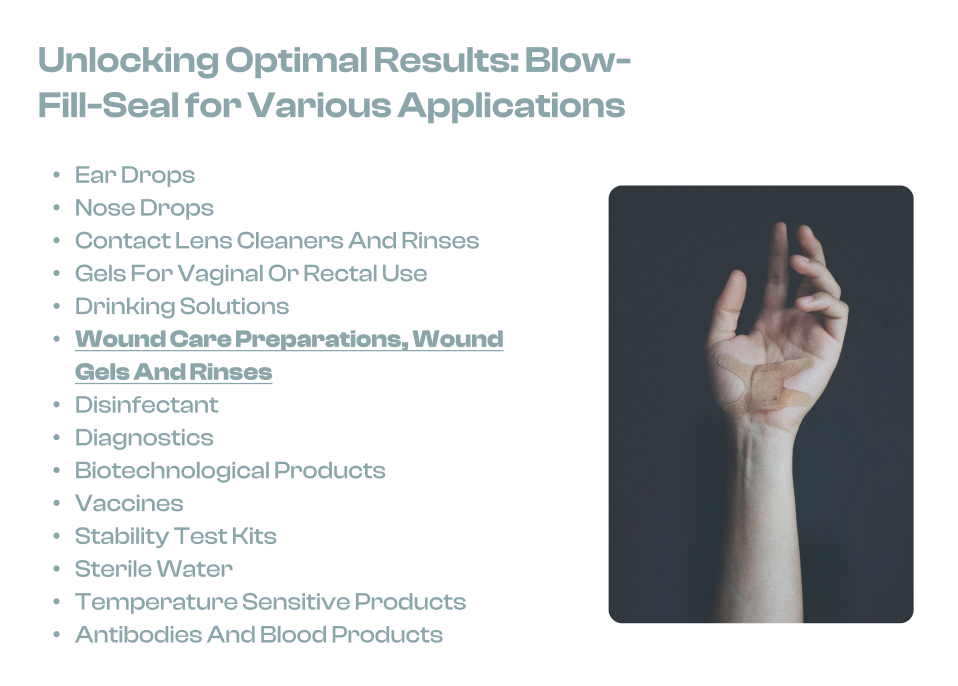 Unlocking Optimal Results: Blow-
Fill-Seal for Various Applications
• Ear Drops
• Nose Drops
• Contact Lens Cleaners And Rinses
• Gels For Vaginal Or Rectal Use
• Drinking Solutions
• Wound Care Preparations, Wound
Gels And Rinses
• Disinfectant
• Diagnostics
• Biotechnological Products
• Vaccines
• Stability Test Kits
• Sterile Water
• Temperature Sensitive Products
• Antibodies And Blood Products